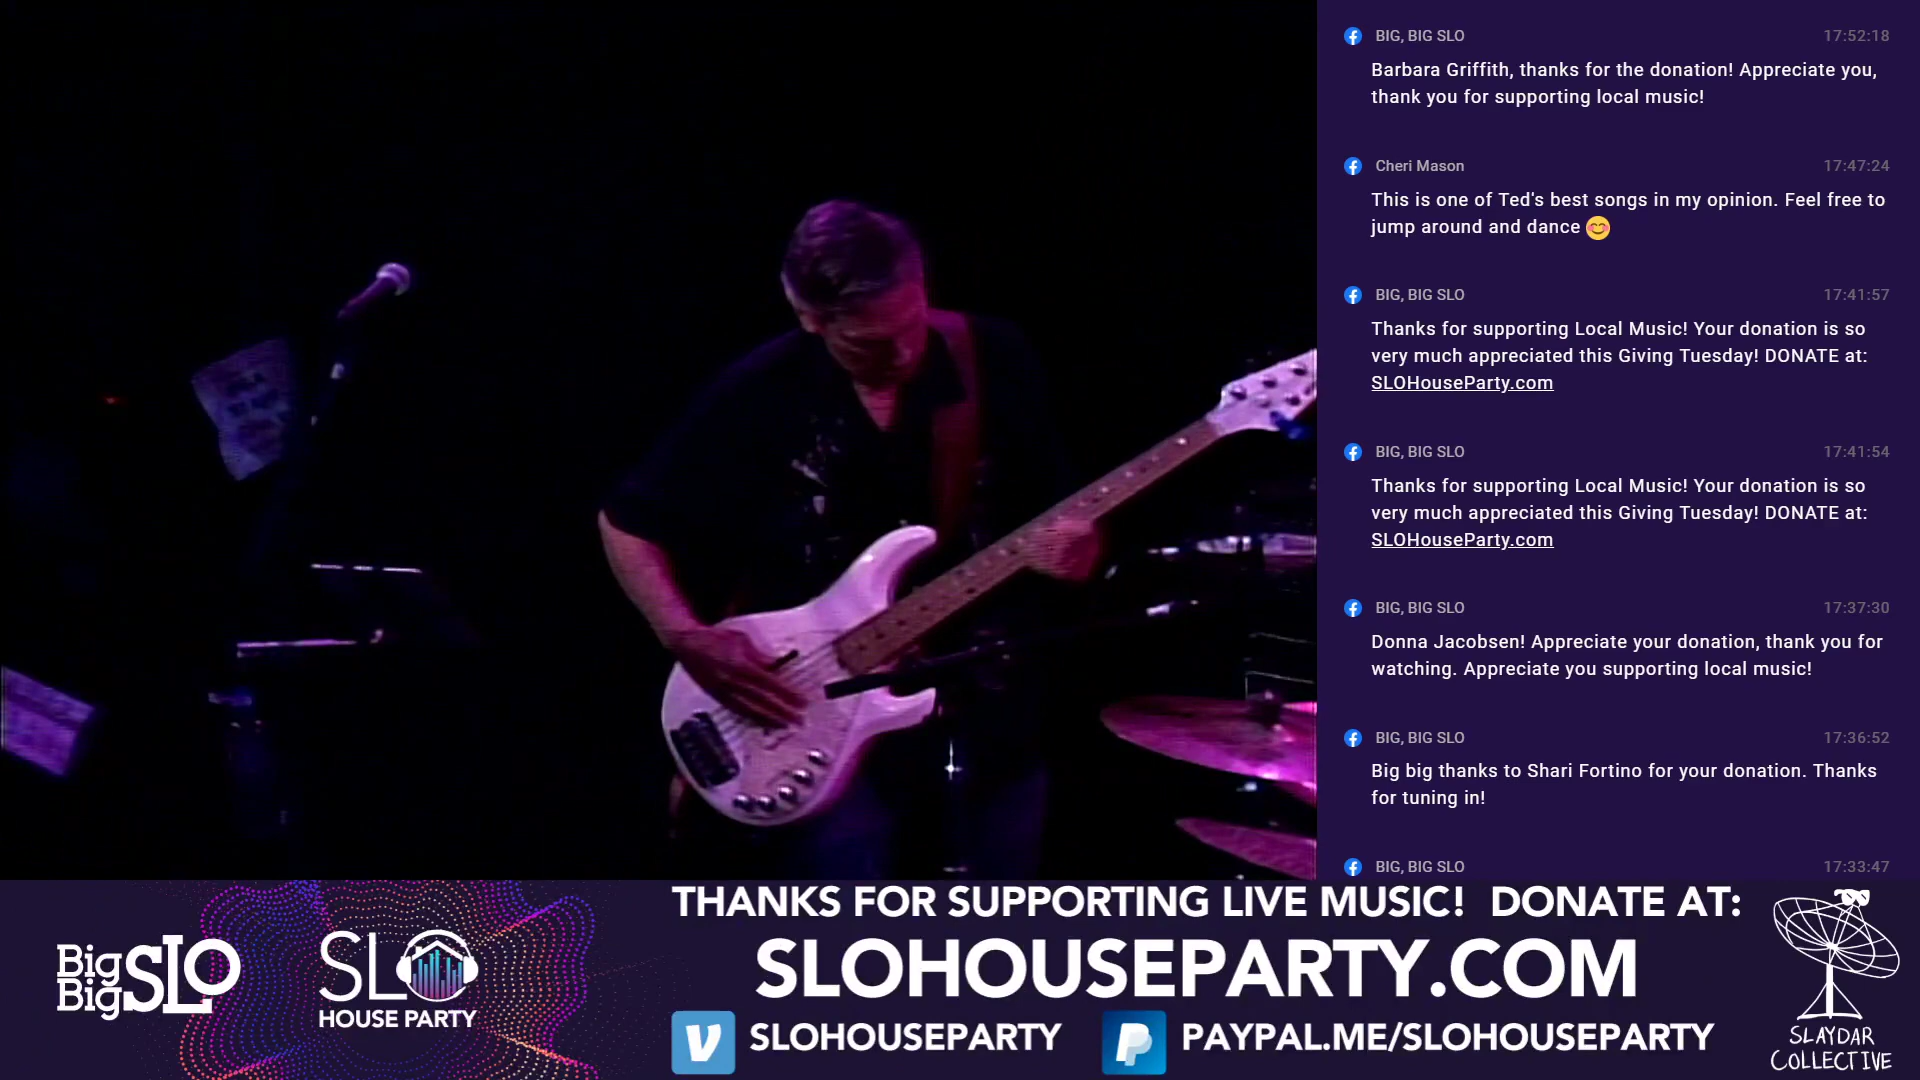 BIG, BIG SLO 17:52:18
Barbara Griffith, thanks for the donation! Appreciate you,
thank you for supporting local music!
Cheri Mason 17:47:24
This is one of Ted's best songs in my opinion. Feel free to
jump around and dance 😊
BIG, BIG SLO 17:41:57
Thanks for supporting Local Music! Your donation is so
very much appreciated this Giving Tuesday! DONATE at:
SLOHouseParty.com
BIG, BIG SLO 17:41:54
Thanks for supporting Local Music! Your donation is so
very much appreciated this Giving Tuesday! DONATE at:
SLOHouseParty.com
BIG, BIG SLO 17:37:30
Donna Jacobsen! Appreciate your donation, thank you for
watching. Appreciate you supporting local music!
BIG, BIG SLO 17:36:52
Big big thanks to Shari Fortino for your donation. Thanks
for tuning in!
BIG, BIG SLO 17:33:47
Big
Big SLO
SLO
HOUSE PARTY
THANKS FOR SUPPORTING LIVE MUSIC! DONATE AT:
SLOHOUSEPARTY.COM
SLOHOUSEPARTY
PAYPAL.ME/SLOHOUSEPARTY
SLAYDAR
COLLECTIVE